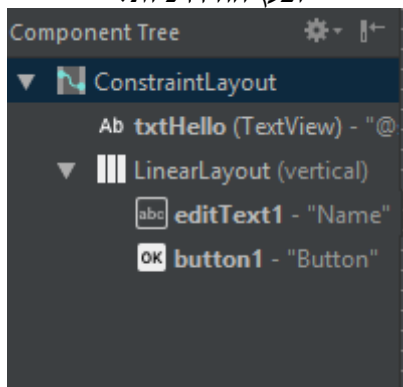 Component Tree
ConstraintLayout
Ab txtHello (TextView) - "@
LinearLayout (vertical)
abc editText1 - "Name"
OK button1 - "Button"